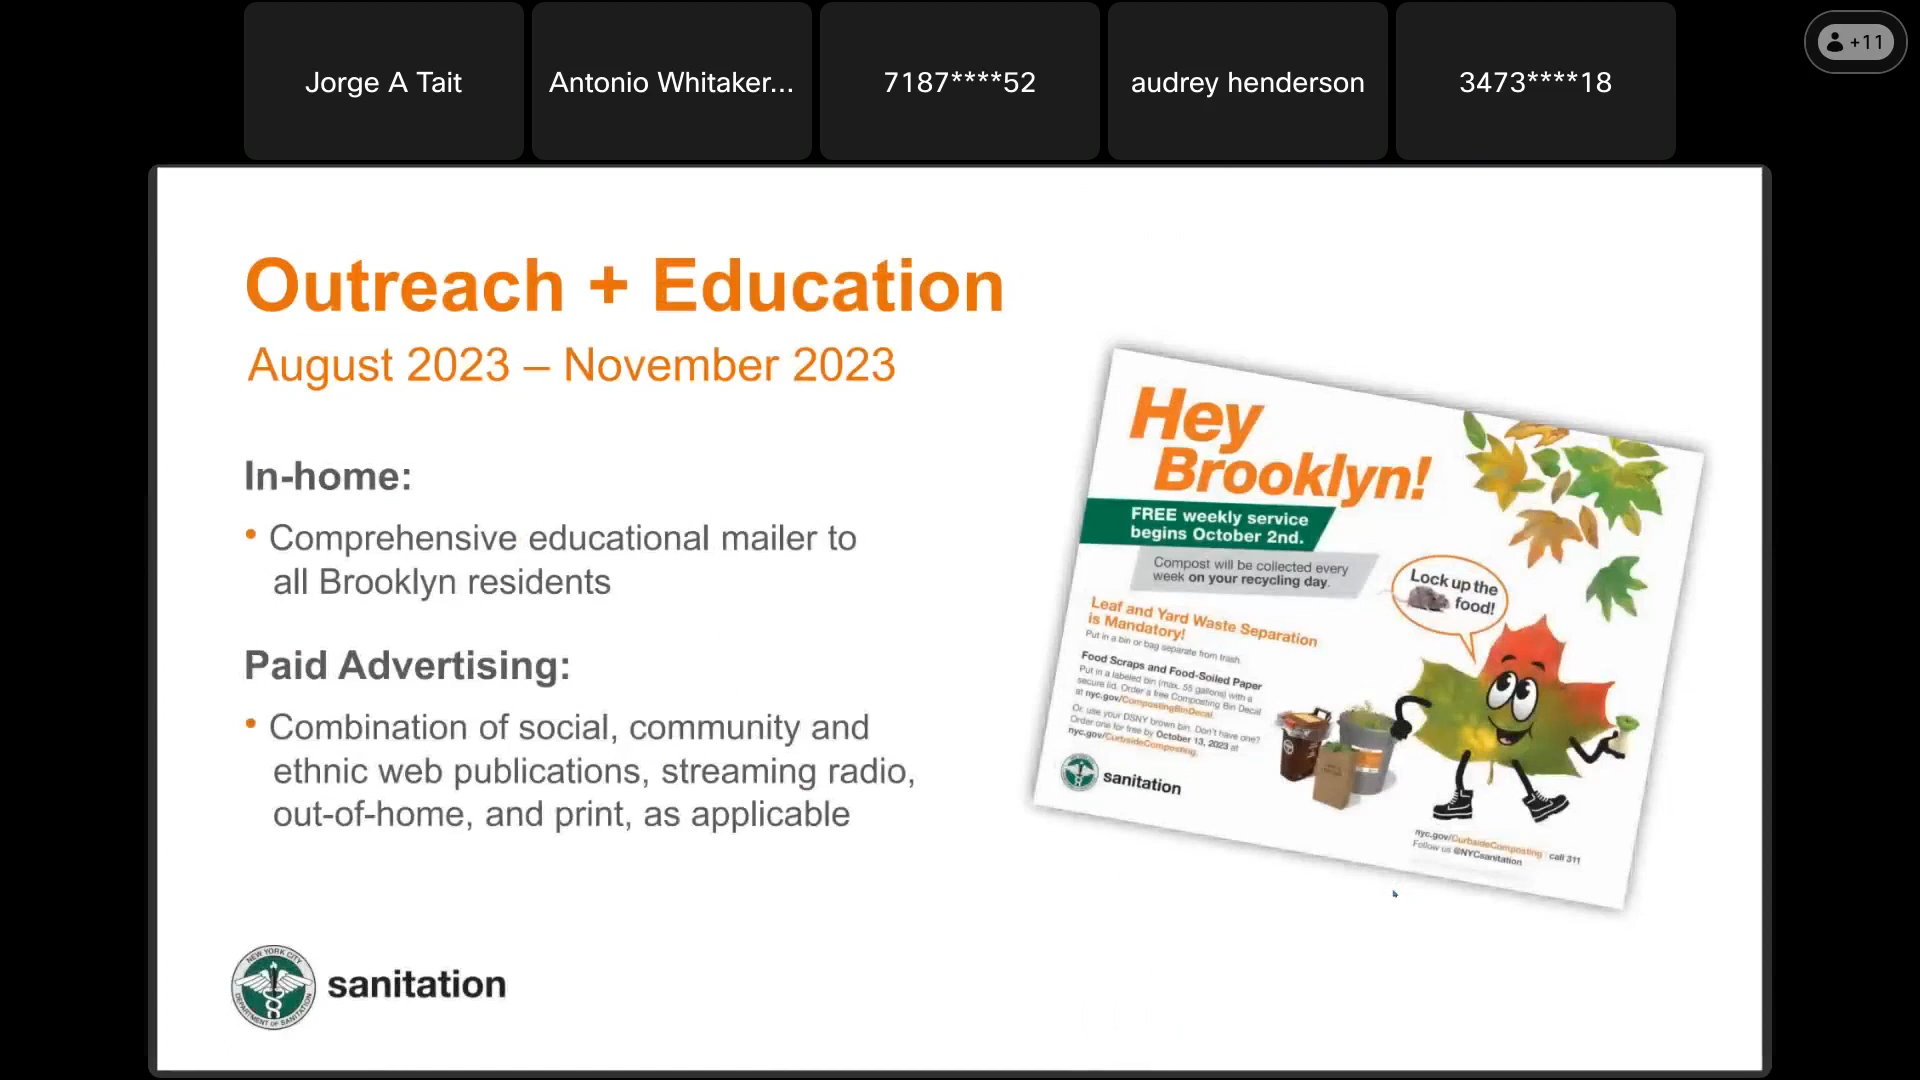 Jorge A Tait
Antonio Whitaker...
7187****52
audrey henderson
3473****18
+11
Outreach + Education
August 2023 – November 2023
In-home:
• Comprehensive educational mailer to
all Brooklyn residents
Paid Advertising:
• Combination of social, community and
ethnic web publications, streaming radio,
out-of-home, and print, as applicable
Hey
Brooklyn!
FREE weekly service
begins October 2nd.
Compost will be collected every
week on your recycling day.
Lock up the
food!
Leaf and Yard Waste Separation
is Mandatory!
Put in a bin or bag separate from trash.
Food Scraps and Food-Soiled Paper
Put in a labeled bin (max. 55 gallons) with a
secure lid. Order a free Composting Bin Decal
at nyc.gov/CompostingBinDecal.
Or, use your DSNY brown bin. Don't have one?
Order one for free by October 13, 2023 at
nyc.gov/CurbsideComposting.
sanitation
nyc.gov/CurbsideComposting | call 311
Follow us @NYCsanitation
NEW YORK CITY
DEPARTMENT OF SANITATION
sanitation